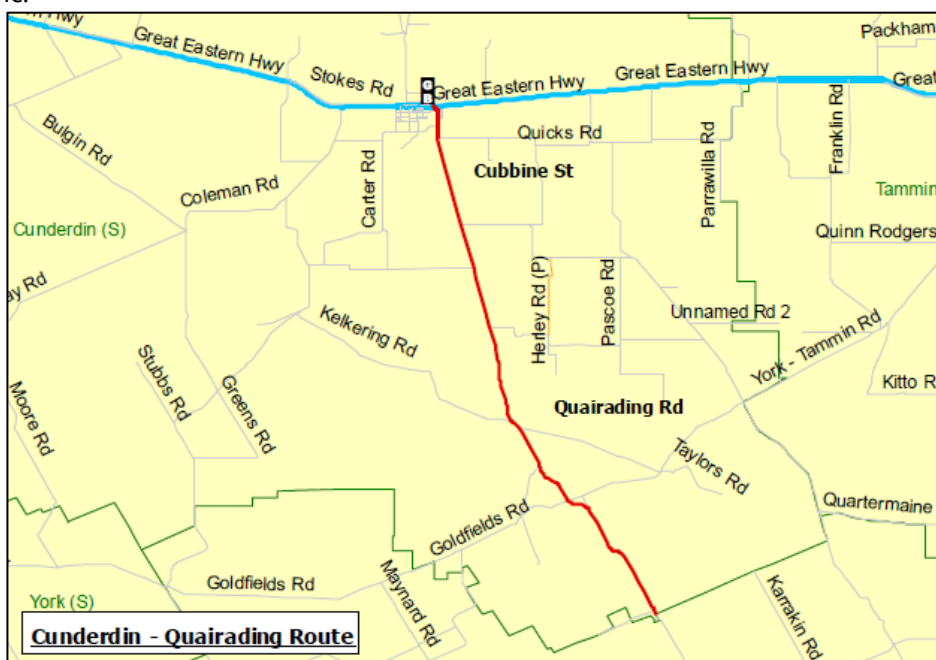 Great Eastern Hwy
Stokes Rd
Great Eastern Hwy
Great Eastern Hwy
Packham
Great
Bulgin Rd
Quicks Rd
Franklin Rd
Carter Rd
Cubbine St
Parrawilla Rd
Coleman Rd
Tammin
Cunderdin (S)
Quinn Rodgers
ay Rd
Herley Rd (P)
Pascoe Rd
Unnamed Rd 2
Kelkering Rd
York - Tammin Rd
Stubbs Rd
Greens Rd
Moore Rd
Kitto R
Quairading Rd
Taylors Rd
Quartermaine
Goldfields Rd
Goldfields Rd
Maynard Rd
Karrakin Rd
York (S)
Cunderdin - Quairading Route